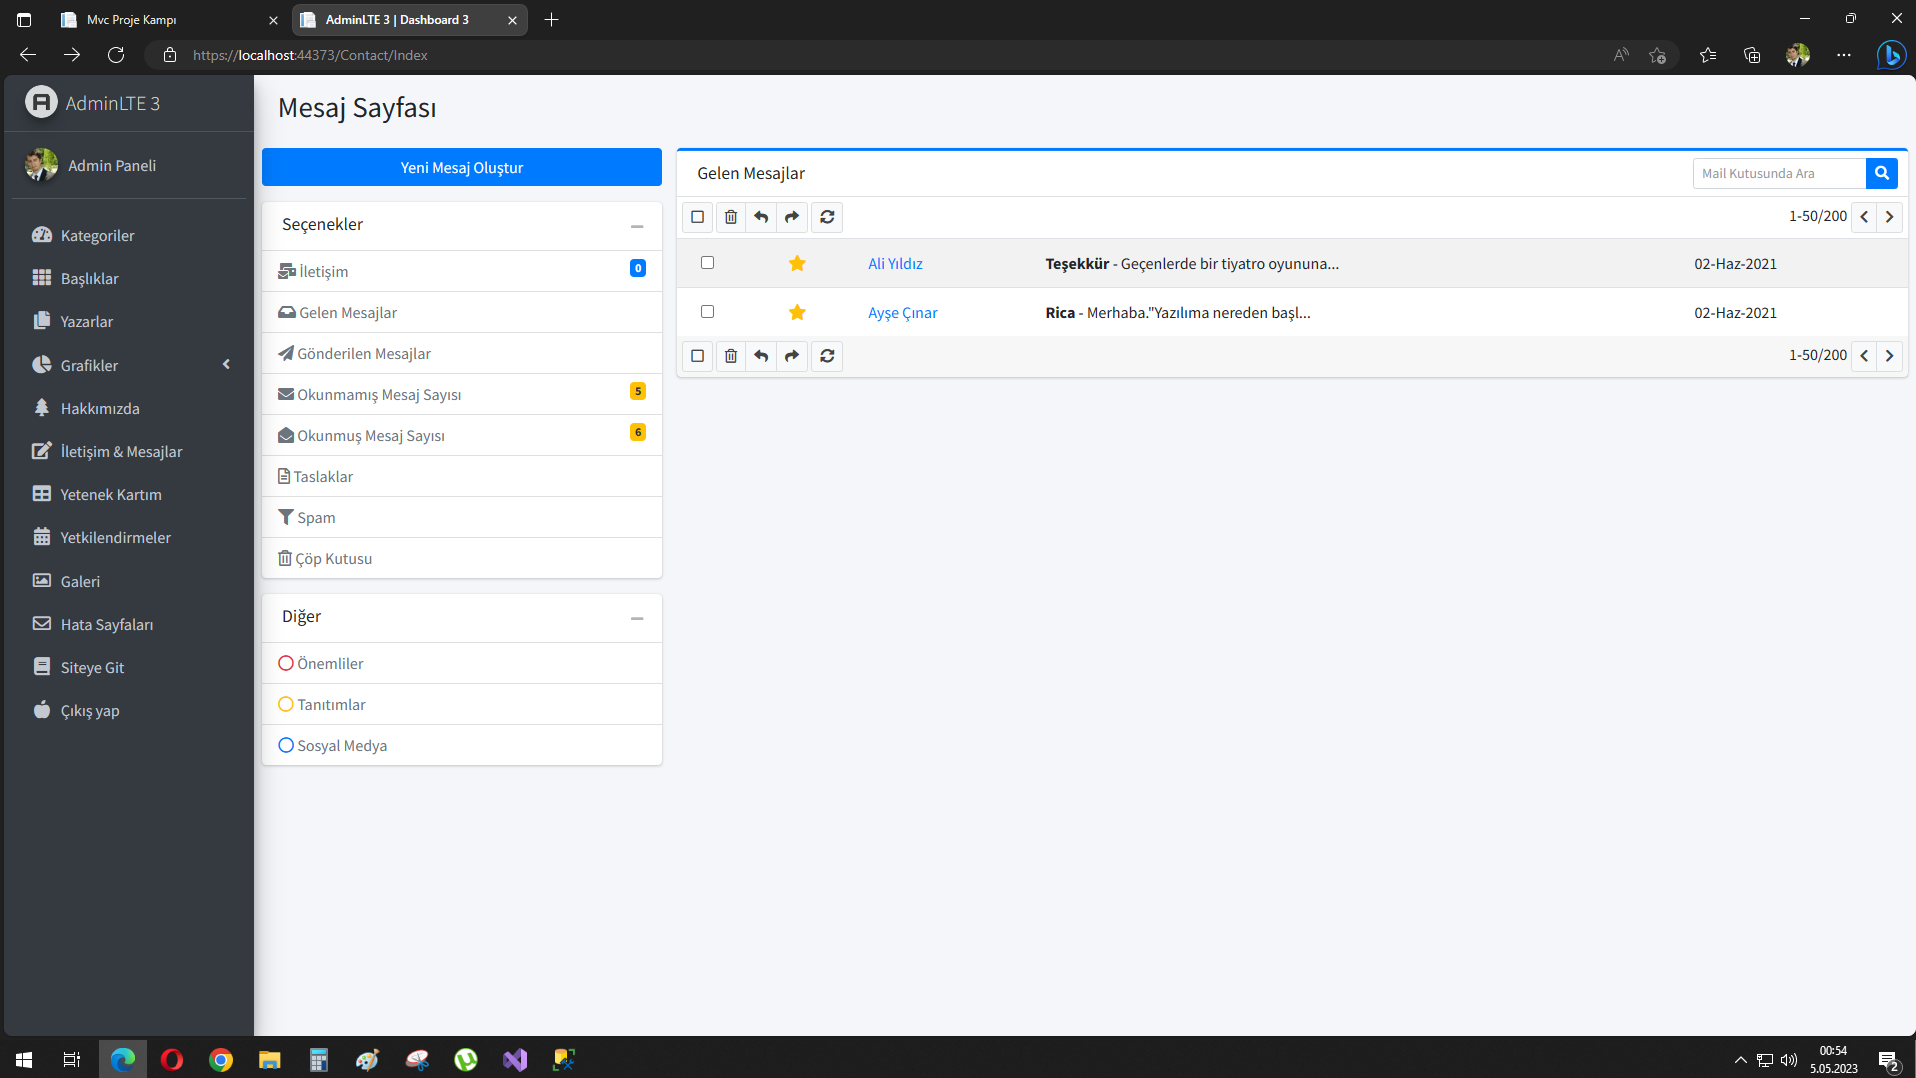 Mvc Proje Kampı
AdminLTE 3 | Dashboard 3
https://localhost:44373/Contact/Index
AdminLTE 3
Admin Paneli
Kategoriler
Başlıklar
Yazarlar
Grafikler
Hakkımızda
İletişim & Mesajlar
Yetenek Kartım
Yetkilendirmeler
Galeri
Hata Sayfaları
Siteye Git
Çıkış yap
Mesaj Sayfası
Yeni Mesaj Oluştur
Seçenekler
İletişim 0
Gelen Mesajlar
Gönderilen Mesajlar
Okunmamış Mesaj Sayısı 5
Okunmuş Mesaj Sayısı 6
Taslaklar
Spam
Çöp Kutusu
Diğer
Önemliler
Tanıtımlar
Sosyal Medya
Gelen Mesajlar
Mail Kutusunda Ara
1-50/200
Ali Yıldız Teşekkür - Geçenlerde bir tiyatro oyununa... 02-Haz-2021
Ayşe Çınar Rica - Merhaba."Yazılıma nereden başl... 02-Haz-2021
1-50/200
00:54
5.05.2023
2